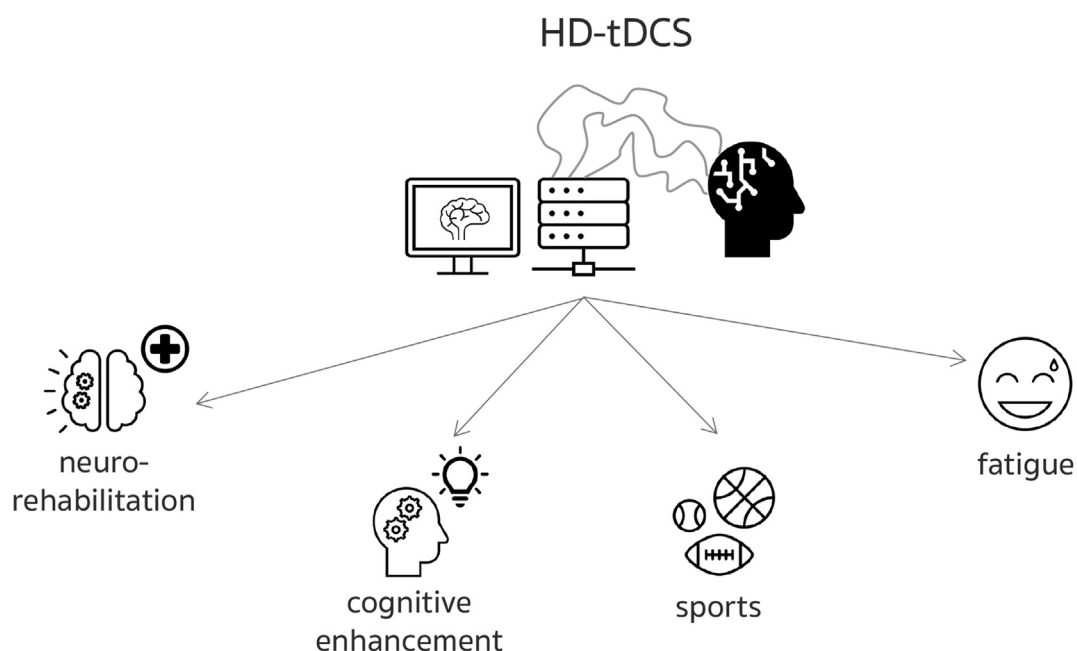 HD-tDCS
neuro-
rehabilitation
cognitive
enhancement
sports
fatigue